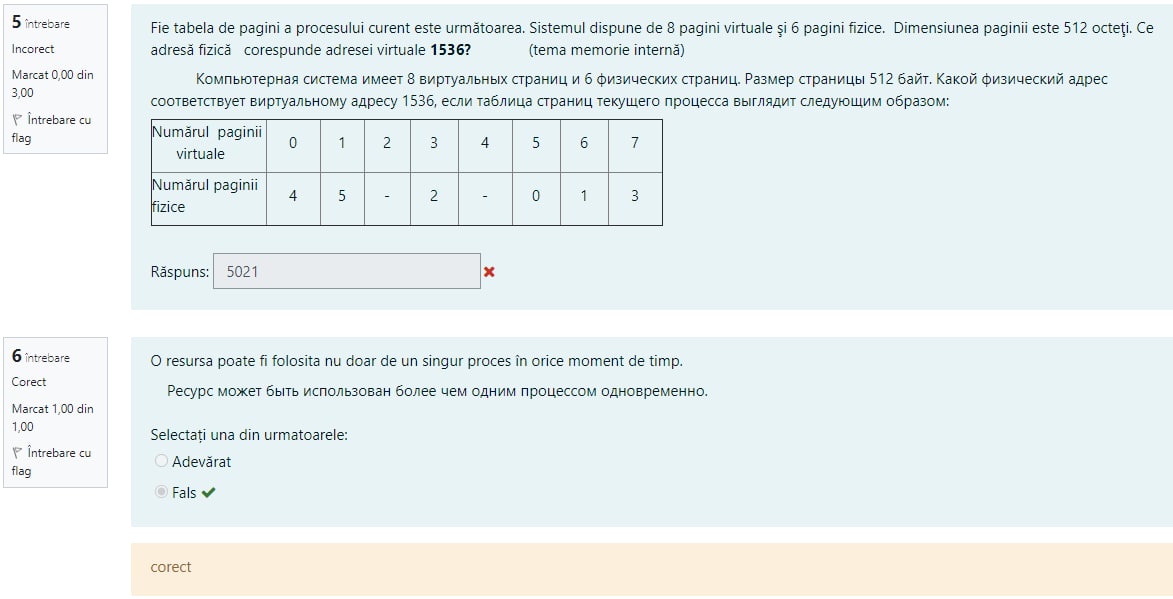 5 întrebare
Incorect
Marcat 0,00 din
3,00
Întrebare cu
flag
Fie tabela de pagini a procesului curent este următoarea. Sistemul dispune de 8 pagini virtuale şi 6 pagini fizice. Dimensiunea paginii este 512 octeţi. Ce
adresă fizică corespunde adresei virtuale 1536? (tema memorie internă)
Компьютерная система имеет 8 виртуальных страниц и 6 физических страниц. Размер страницы 512 байт. Какой физический адрес
соответствует виртуальному адресу 1536, если таблица страниц текущего процесса выглядит следующим образом:
Numărul paginii
virtuale
0 1 2 3 4 5 6 7
Numărul paginii
fizice
4 5 - 2 - 0 1 3
Răspuns: 5021
6 întrebare
Corect
Marcat 1,00 din
1,00
Întrebare cu
flag
O resursa poate fi folosita nu doar de un singur proces în orice moment de timp.
Ресурс может быть использован более чем одним процессом одновременно.
Selectați una din urmatoarele:
Adevărat
Fals
corect